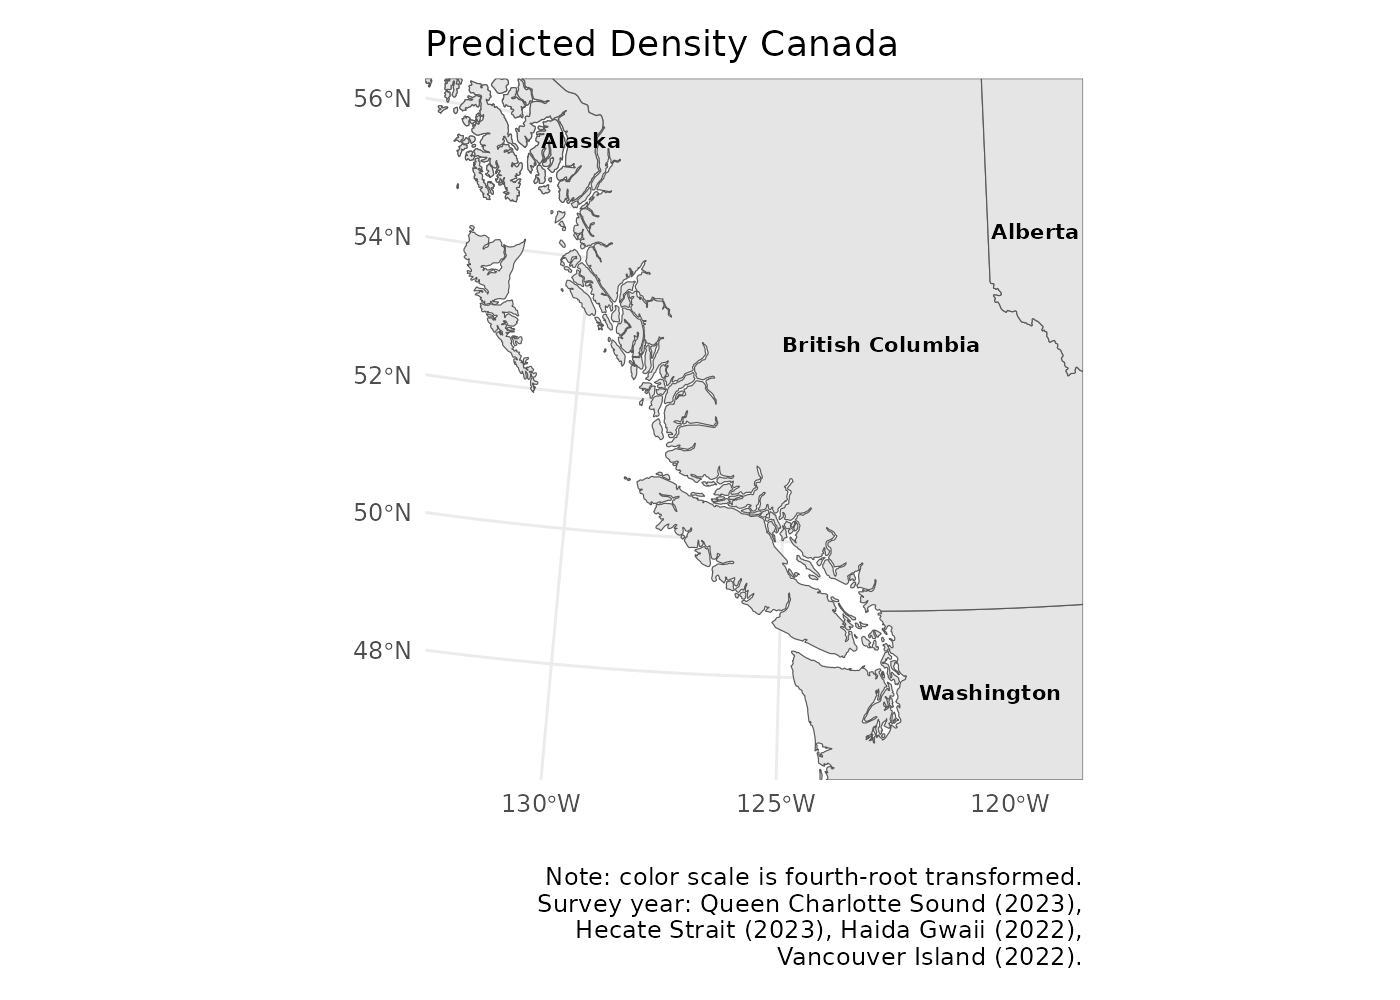 Predicted Density Canada
56°N
Alaska
54°N
Alberta
British Columbia
52°N
50°N
48°N
Washington
130°W
125°W
120°W
Note: color scale is fourth-root transformed.
Survey year: Queen Charlotte Sound (2023),
Hecate Strait (2023), Haida Gwaii (2022),
Vancouver Island (2022).